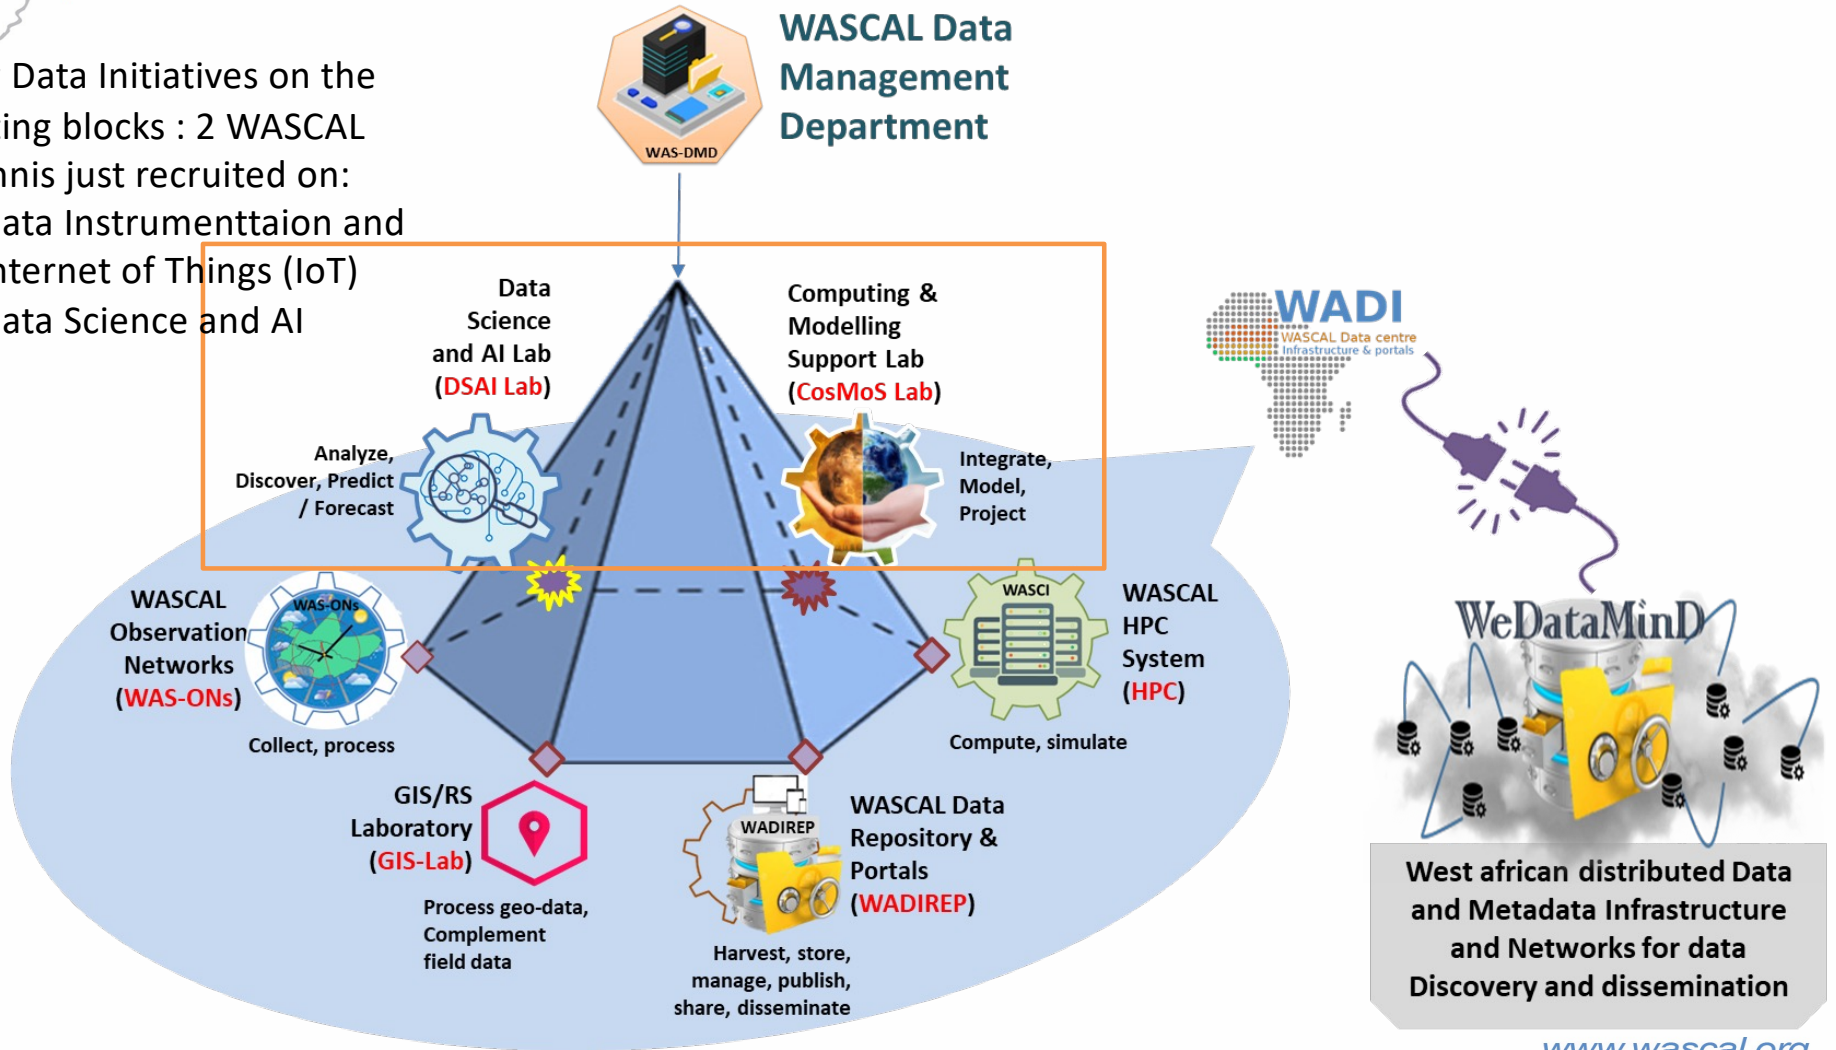 WASCAL Data
Management
Department
WAS-DMD
Data Initiatives on the
blocks : 2 WASCAL
just recruited on:
Instrumenttaion and
of Things (IoT)
Science and AI
Data
Science
and AI Lab
(DSAI Lab)
Analyze,
Discover, Predict
/ Forecast
Computing &
Modelling
Support Lab
(CosMoS Lab)
Integrate,
Model,
Project
WADI
WASCAL Data centre
Infrastructure & portals
WASCAL
Observation
Networks
(WAS-ONs)
WAS-ONs
Collect, process
WASCI
WASCAL
HPC
System
(HPC)
Compute, simulate
GIS/RS
Laboratory
(GIS-Lab)
Process geo-data,
Complement
field data
WADIREP
WASCAL Data
Repository &
Portals
(WADIREP)
Harvest, store,
manage, publish,
share, disseminate
WeDataMinD
West african distributed Data
and Metadata Infrastructure
and Networks for data
Discovery and dissemination
www.wascal.org